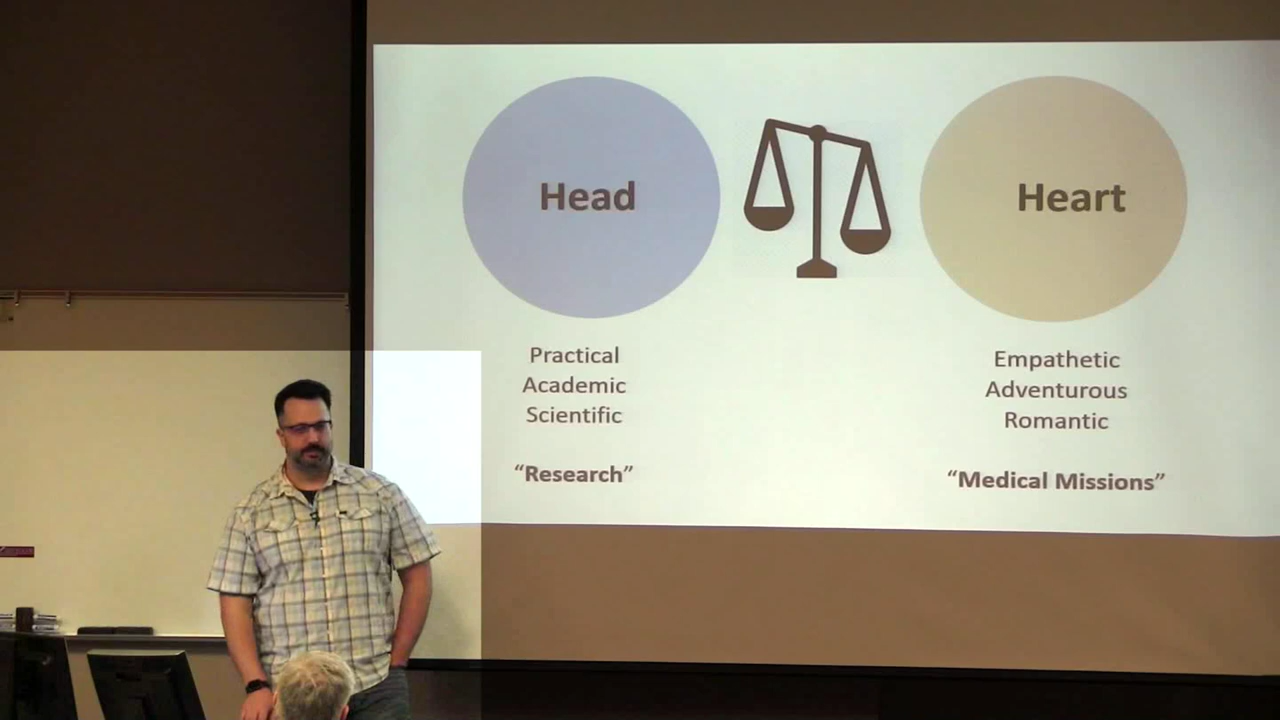 Head
Heart
Practical
Academic
Scientific
“Research”
Empathetic
Adventurous
Romantic
“Medical Missions”